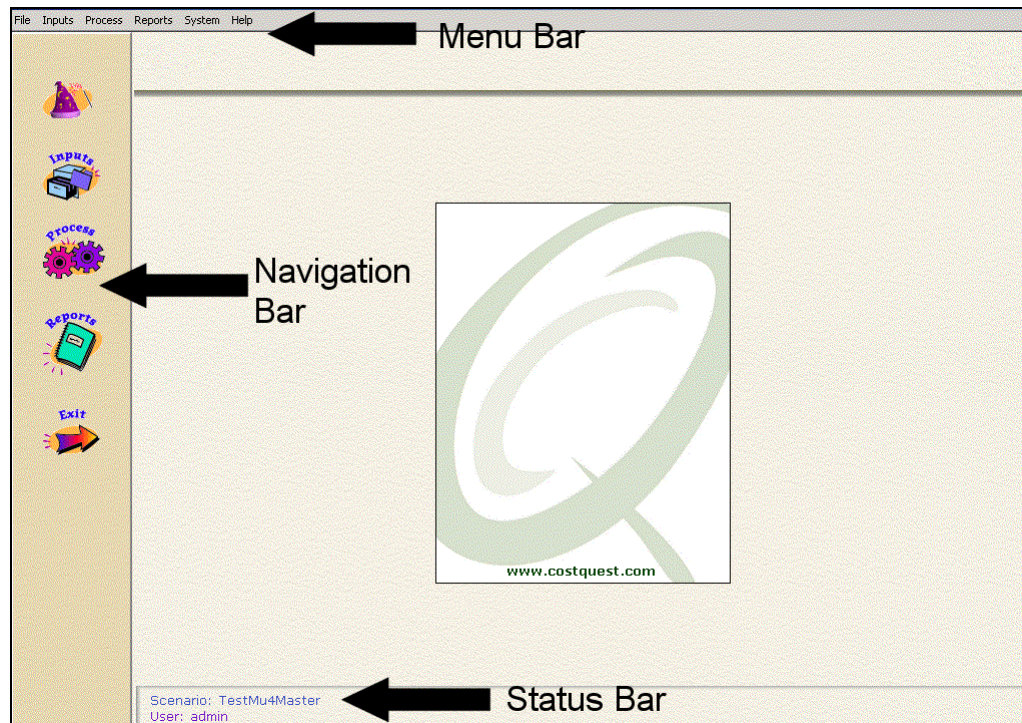 File Inputs Process Reports System Help
Menu Bar
Inputs
Process
Navigation
Bar
Reports
Exit
www.costquest.com
Scenario: TestMu4Master
Status Bar
User: admin